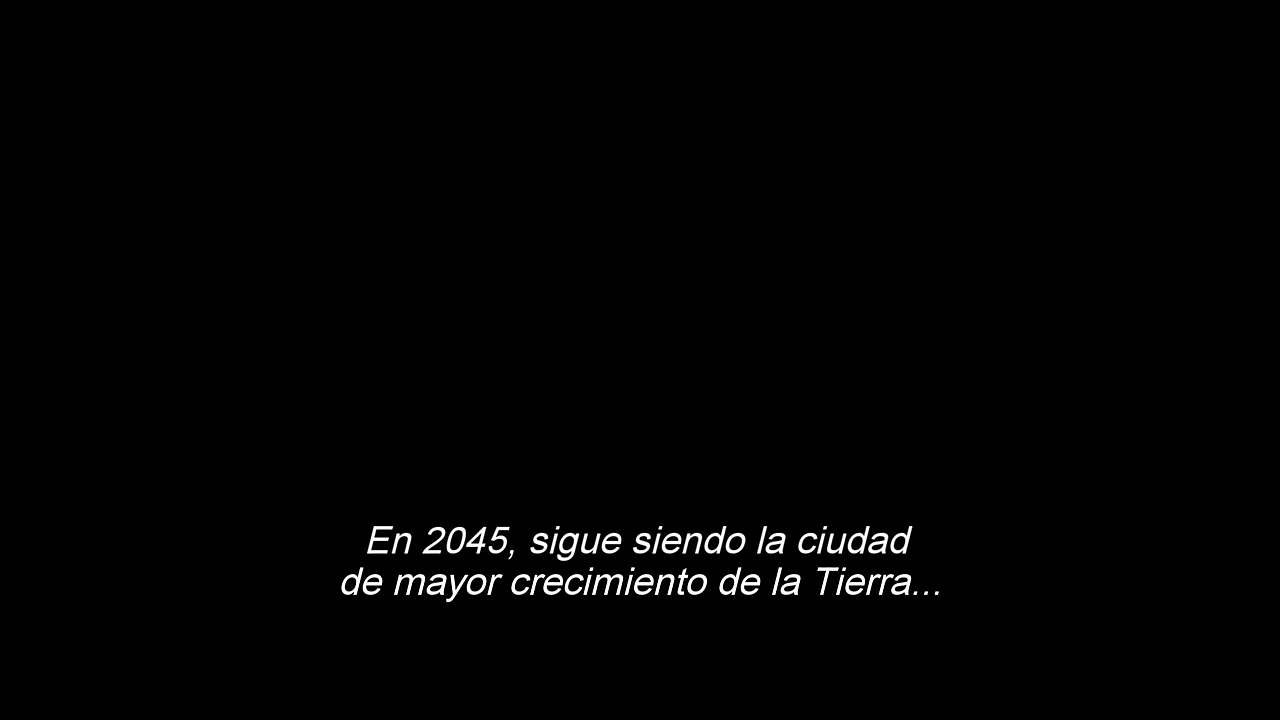 En 2045, sigue siendo la ciudad
de mayor crecimiento de la Tierra...